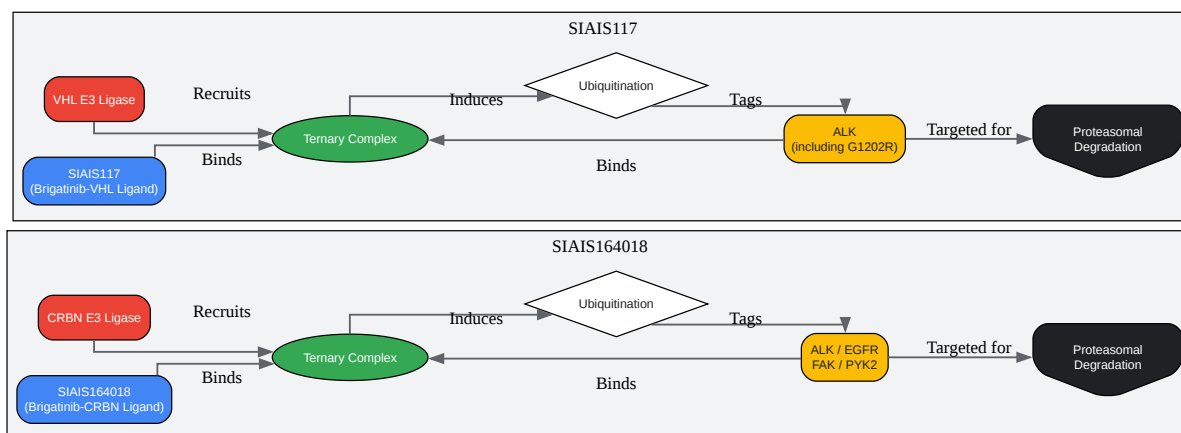 SIAIS117
VHL E3 Ligase
Recruits
Ubiquitination
Induces
Tags
Ternary Complex
ALK
(including G1202R)
Targeted for
Proteasomal
Degradation
Binds
Binds
SIAIS117
(Brigatinib-VHL Ligand)
SIAIS164018
CRBN E3 Ligase
Recruits
Ubiquitination
Induces
Tags
Ternary Complex
ALK / EGFR
FAK / PYK2
Targeted for
Proteasomal
Degradation
Binds
Binds
SIAIS164018
(Brigatinib-CRBN Ligand)